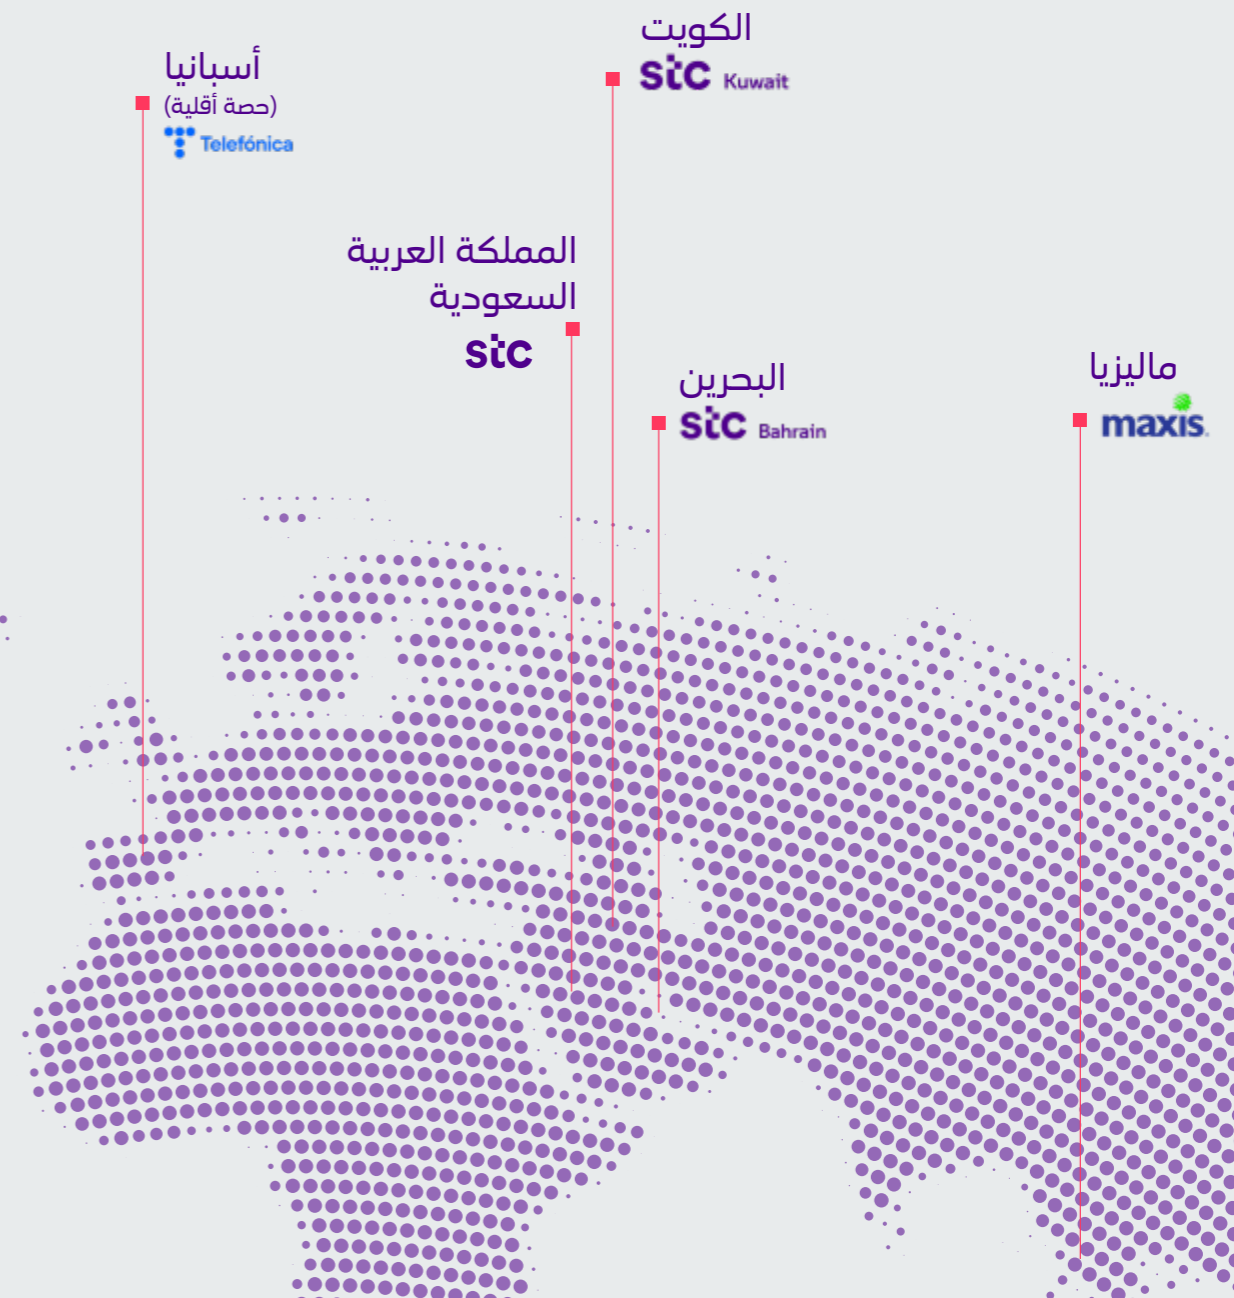 الكويت
stc Kuwait
أسبانيا
(حصة أقلية)
Telefónica
المملكة العربية
السعودية
stc
البحرين
stc Bahrain
ماليزيا
maxis